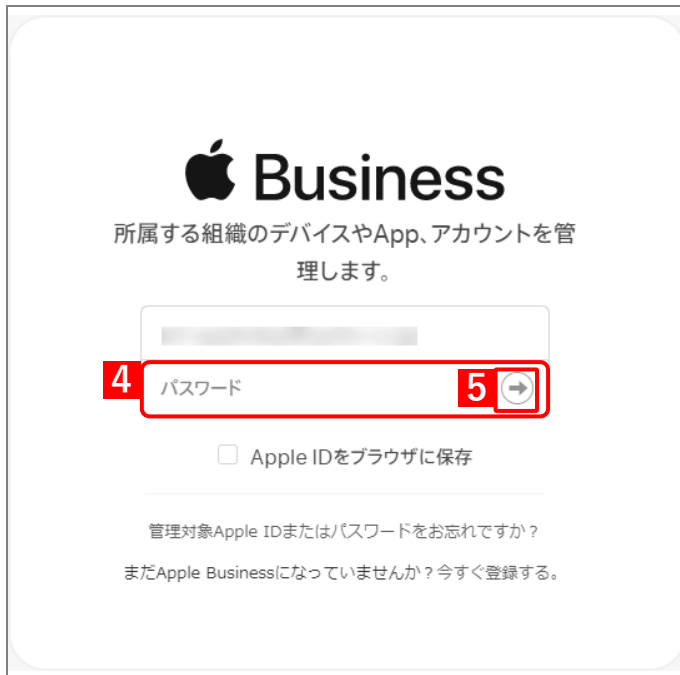 Business
所属する組織のデバイスやApp、アカウントを管
理します。
4
パスワード
5
Apple IDをブラウザに保存
管理対象Apple IDまたはパスワードをお忘れですか？
まだApple Businessになっていませんか？今すぐ登録する。